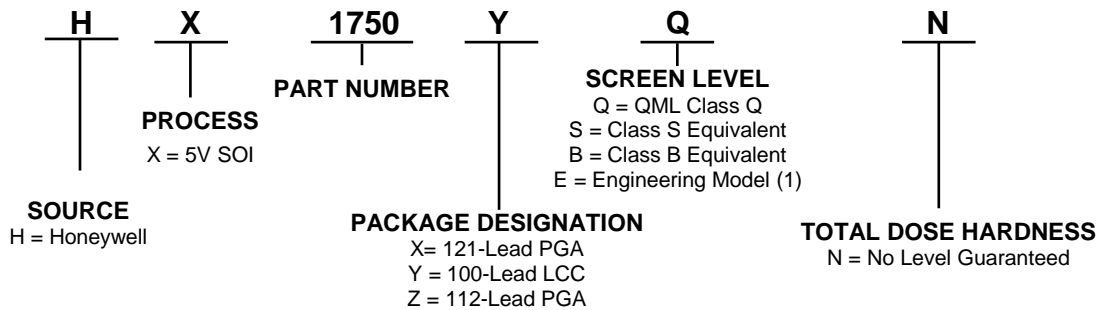 H X 1750 Y Q N
PART NUMBER
PROCESS
X = 5V SOI
SOURCE
H = Honeywell
SCREEN LEVEL
Q = QML Class Q
S = Class S Equivalent
B = Class B Equivalent
E = Engineering Model (1)
PACKAGE DESIGNATION
X= 121-Lead PGA
Y = 100-Lead LCC
Z = 112-Lead PGA
TOTAL DOSE HARDNESS
N = No Level Guaranteed